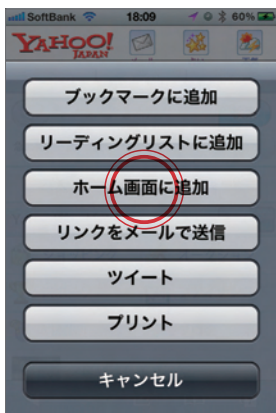 SoftBank 18:09 60%
YAHOO!
JAPAN
ブックマークに追加
リーディングリストに追加
ホーム画面に追加
リンクをメールで送信
ツイート
プリント
キャンセル